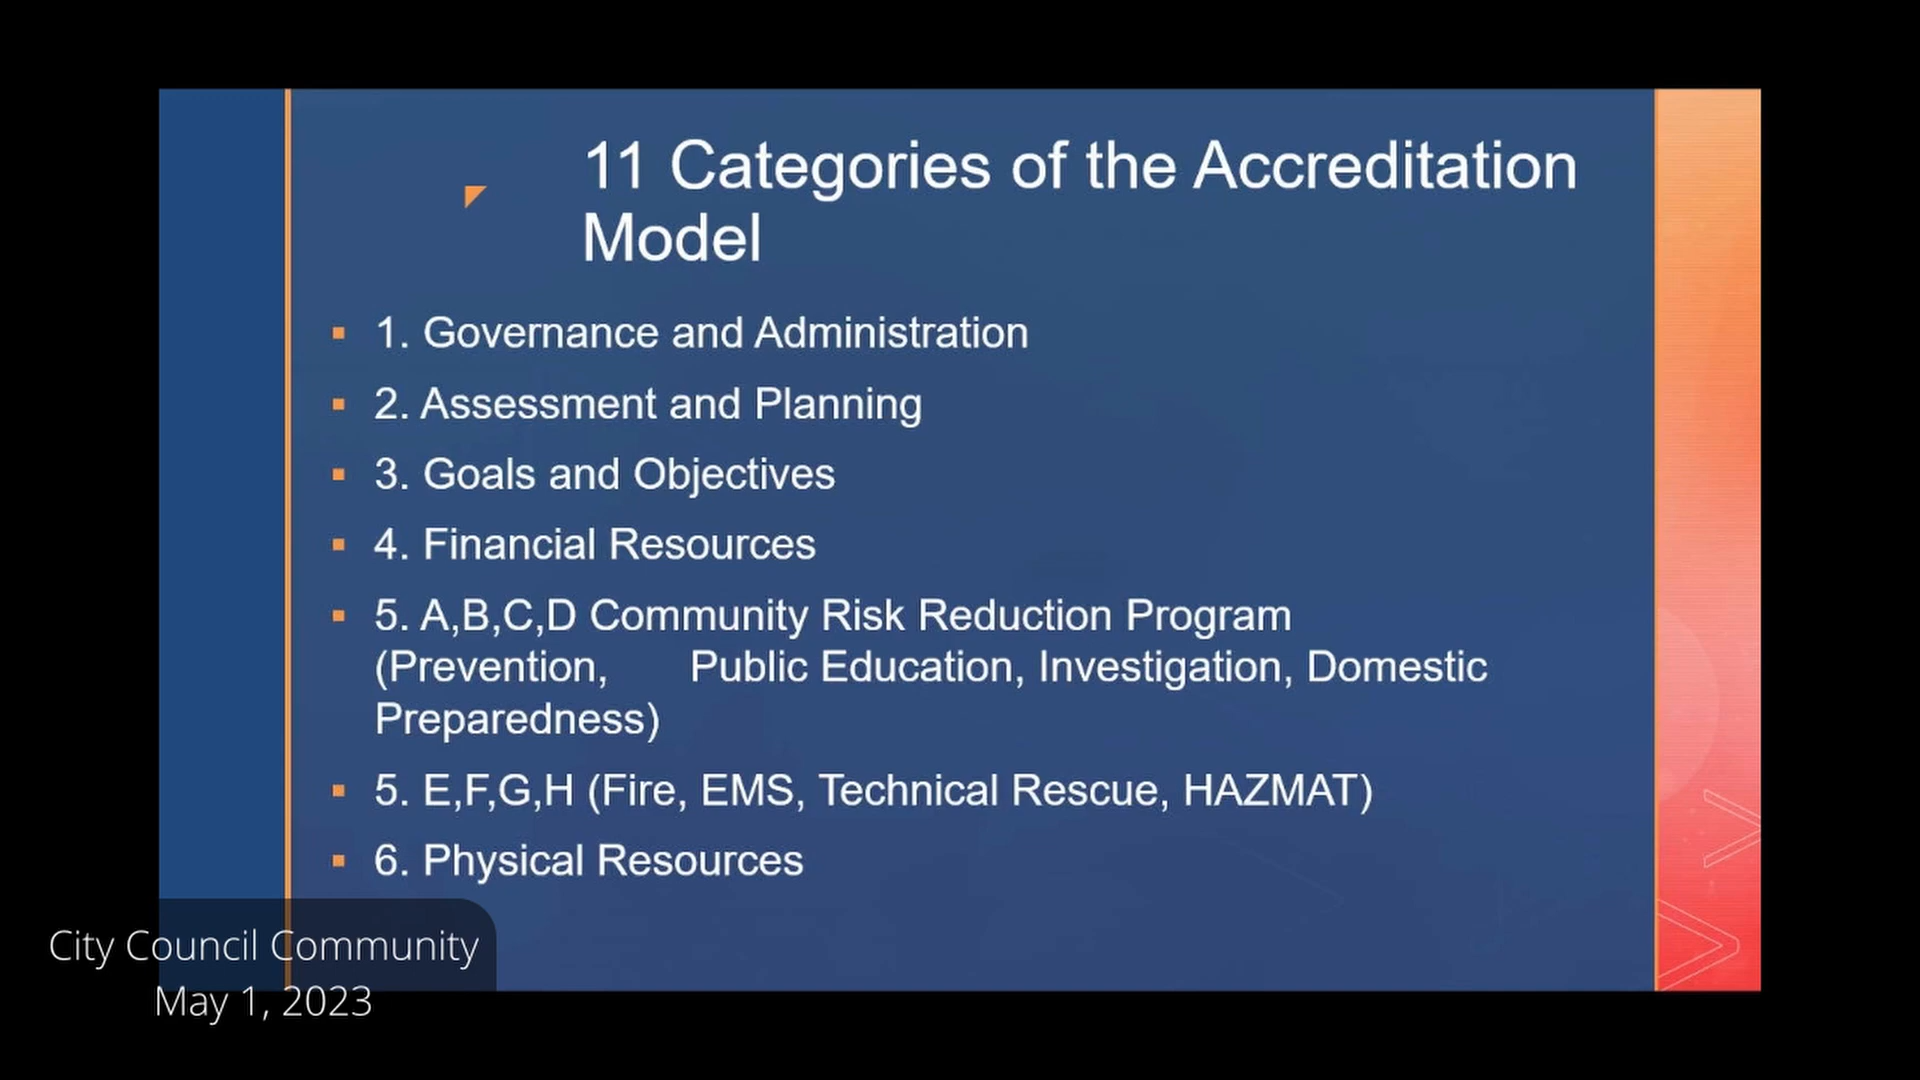 11 Categories of the Accreditation
Model
1. Governance and Administration
2. Assessment and Planning
3. Goals and Objectives
4. Financial Resources
5. A,B,C,D Community Risk Reduction Program
(Prevention, Public Education, Investigation, Domestic
Preparedness)
5. E,F,G,H (Fire, EMS, Technical Rescue, HAZMAT)
6. Physical Resources
City Council Community
May 1, 2023